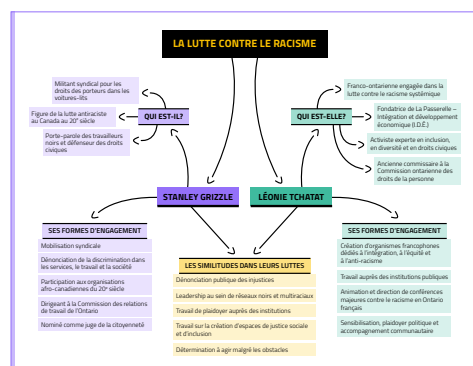 LA LUTTE CONTRE LE RACISME
Militant syndical pour les
droits des porteurs dans les
voitures-lits
Figure de la lutte antiraciste
au Canada au 20e siècle
Porte-parole des travailleurs
noirs et défenseur des droits
civiques
QUI EST-IL?
QUI EST-ELLE?
Franco-ontarienne engagée dans la
lutte contre le racisme systémique
Fondatrice de La Passerelle –
Intégration et développement
économique (I.D.É.)
Activiste experte en inclusion,
en diversité et en droits civiques
Ancienne commissaire à la
Commission ontarienne des
droits de la personne
STANLEY GRIZZLE
LÉONIE TCHATAT
SES FORMES D'ENGAGEMENT
Mobilisation syndicale
Dénonciation de la discrimination dans
les services, le travail et la société
Participation aux organisations
afro-canadiennes du 20e siècle
Dirigeant à la Commission des relations
de travail de l'Ontario
Nominé comme juge de la citoyenneté
LES SIMILITUDES DANS LEURS LUTTES
Dénonciation publique des injustices
Leadership au sein de réseaux noirs et multiraciaux
Travail de plaidoyer auprès des institutions
Travail sur la création d'espaces de justice sociale
et d'inclusion
Détermination à agir malgré les obstacles
SES FORMES D'ENGAGEMENT
Création d'organismes francophones
dédiés à l'intégration, à l'équité et
à l'anti-racisme
Travail auprès des institutions publiques
Animation et direction de conférences
majeures contre le racisme en Ontario
français
Sensibilisation, plaidoyer politique et
accompagnement communautaire